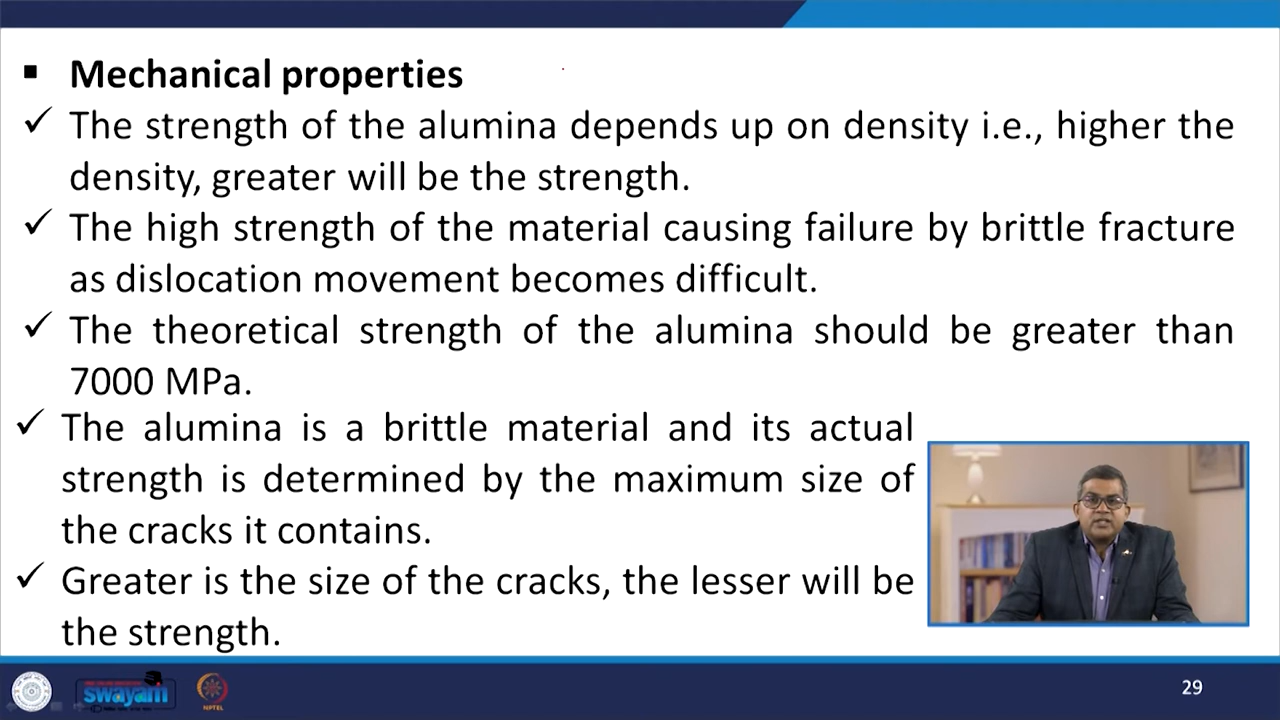 ▪ Mechanical properties
✓ The strength of the alumina depends up on density i.e., higher the
density, greater will be the strength.
✓ The high strength of the material causing failure by brittle fracture
as dislocation movement becomes difficult.
✓ The theoretical strength of the alumina should be greater than
7000 MPa.
✓ The alumina is a brittle material and its actual
strength is determined by the maximum size of
the cracks it contains.
✓ Greater is the size of the cracks, the lesser will be
the strength.
swayam
NPTEL
29